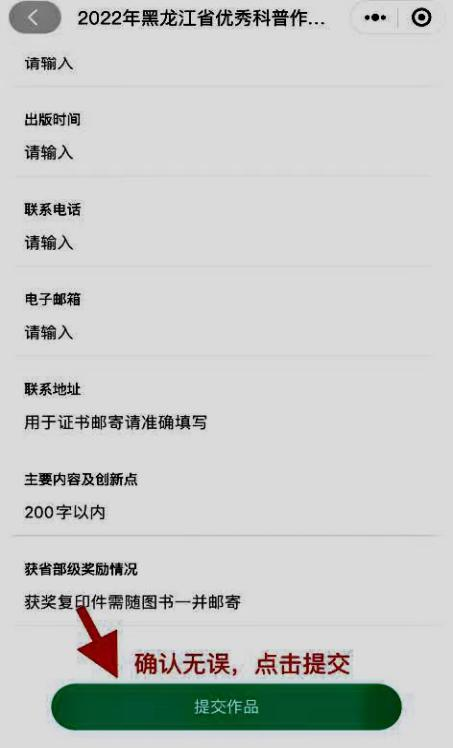 2022年黑龙江省优秀科普作...
请输入
出版时间
请输入
联系电话
请输入
电子邮箱
请输入
联系地址
用于证书邮寄请准确填写
主要内容及创新点
200字以内
获省部级奖励情况
获奖复印件需随图书一并邮寄
确认无误，点击提交
提交作品